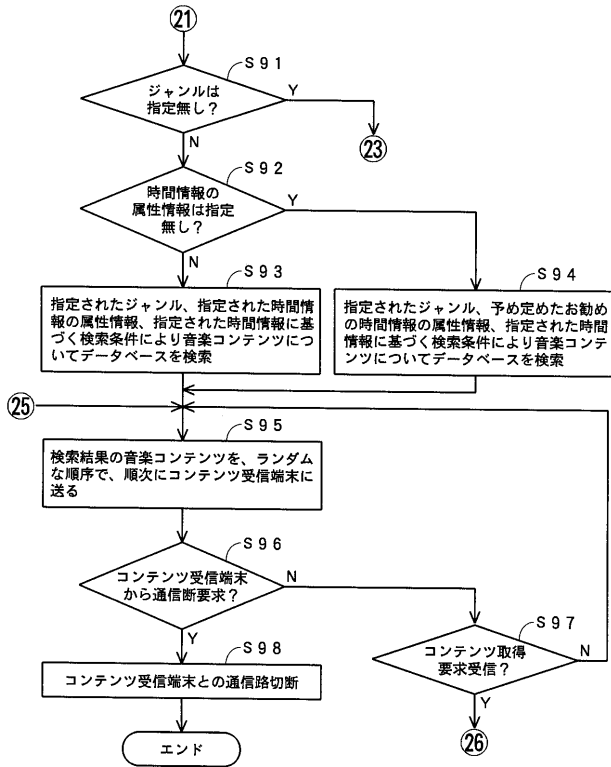 21
S91
ジャンルは
指定無し？
Y
23
N
S92
時間情報の
属性情報は指定
無し？
Y
N
S93
指定されたジャンル、指定された時間情
報の属性情報、指定された時間情報に基
づく検索条件により音楽コンテンツにつ
いてデータベースを検索
S94
指定されたジャンル、予め定めたお勧め
の時間情報の属性情報、指定された時間
情報に基づく検索条件により音楽コンテ
ンツについてデータベースを検索
25
S95
検索結果の音楽コンテンツを、ランダム
な順序で、順次にコンテンツ受信端末に
送る
S96
コンテンツ受信端末
から通信断要求？
N
Y
S97
コンテンツ取得
要求受信？
N
Y
26
S98
コンテンツ受信端末との通信路切断
エンド